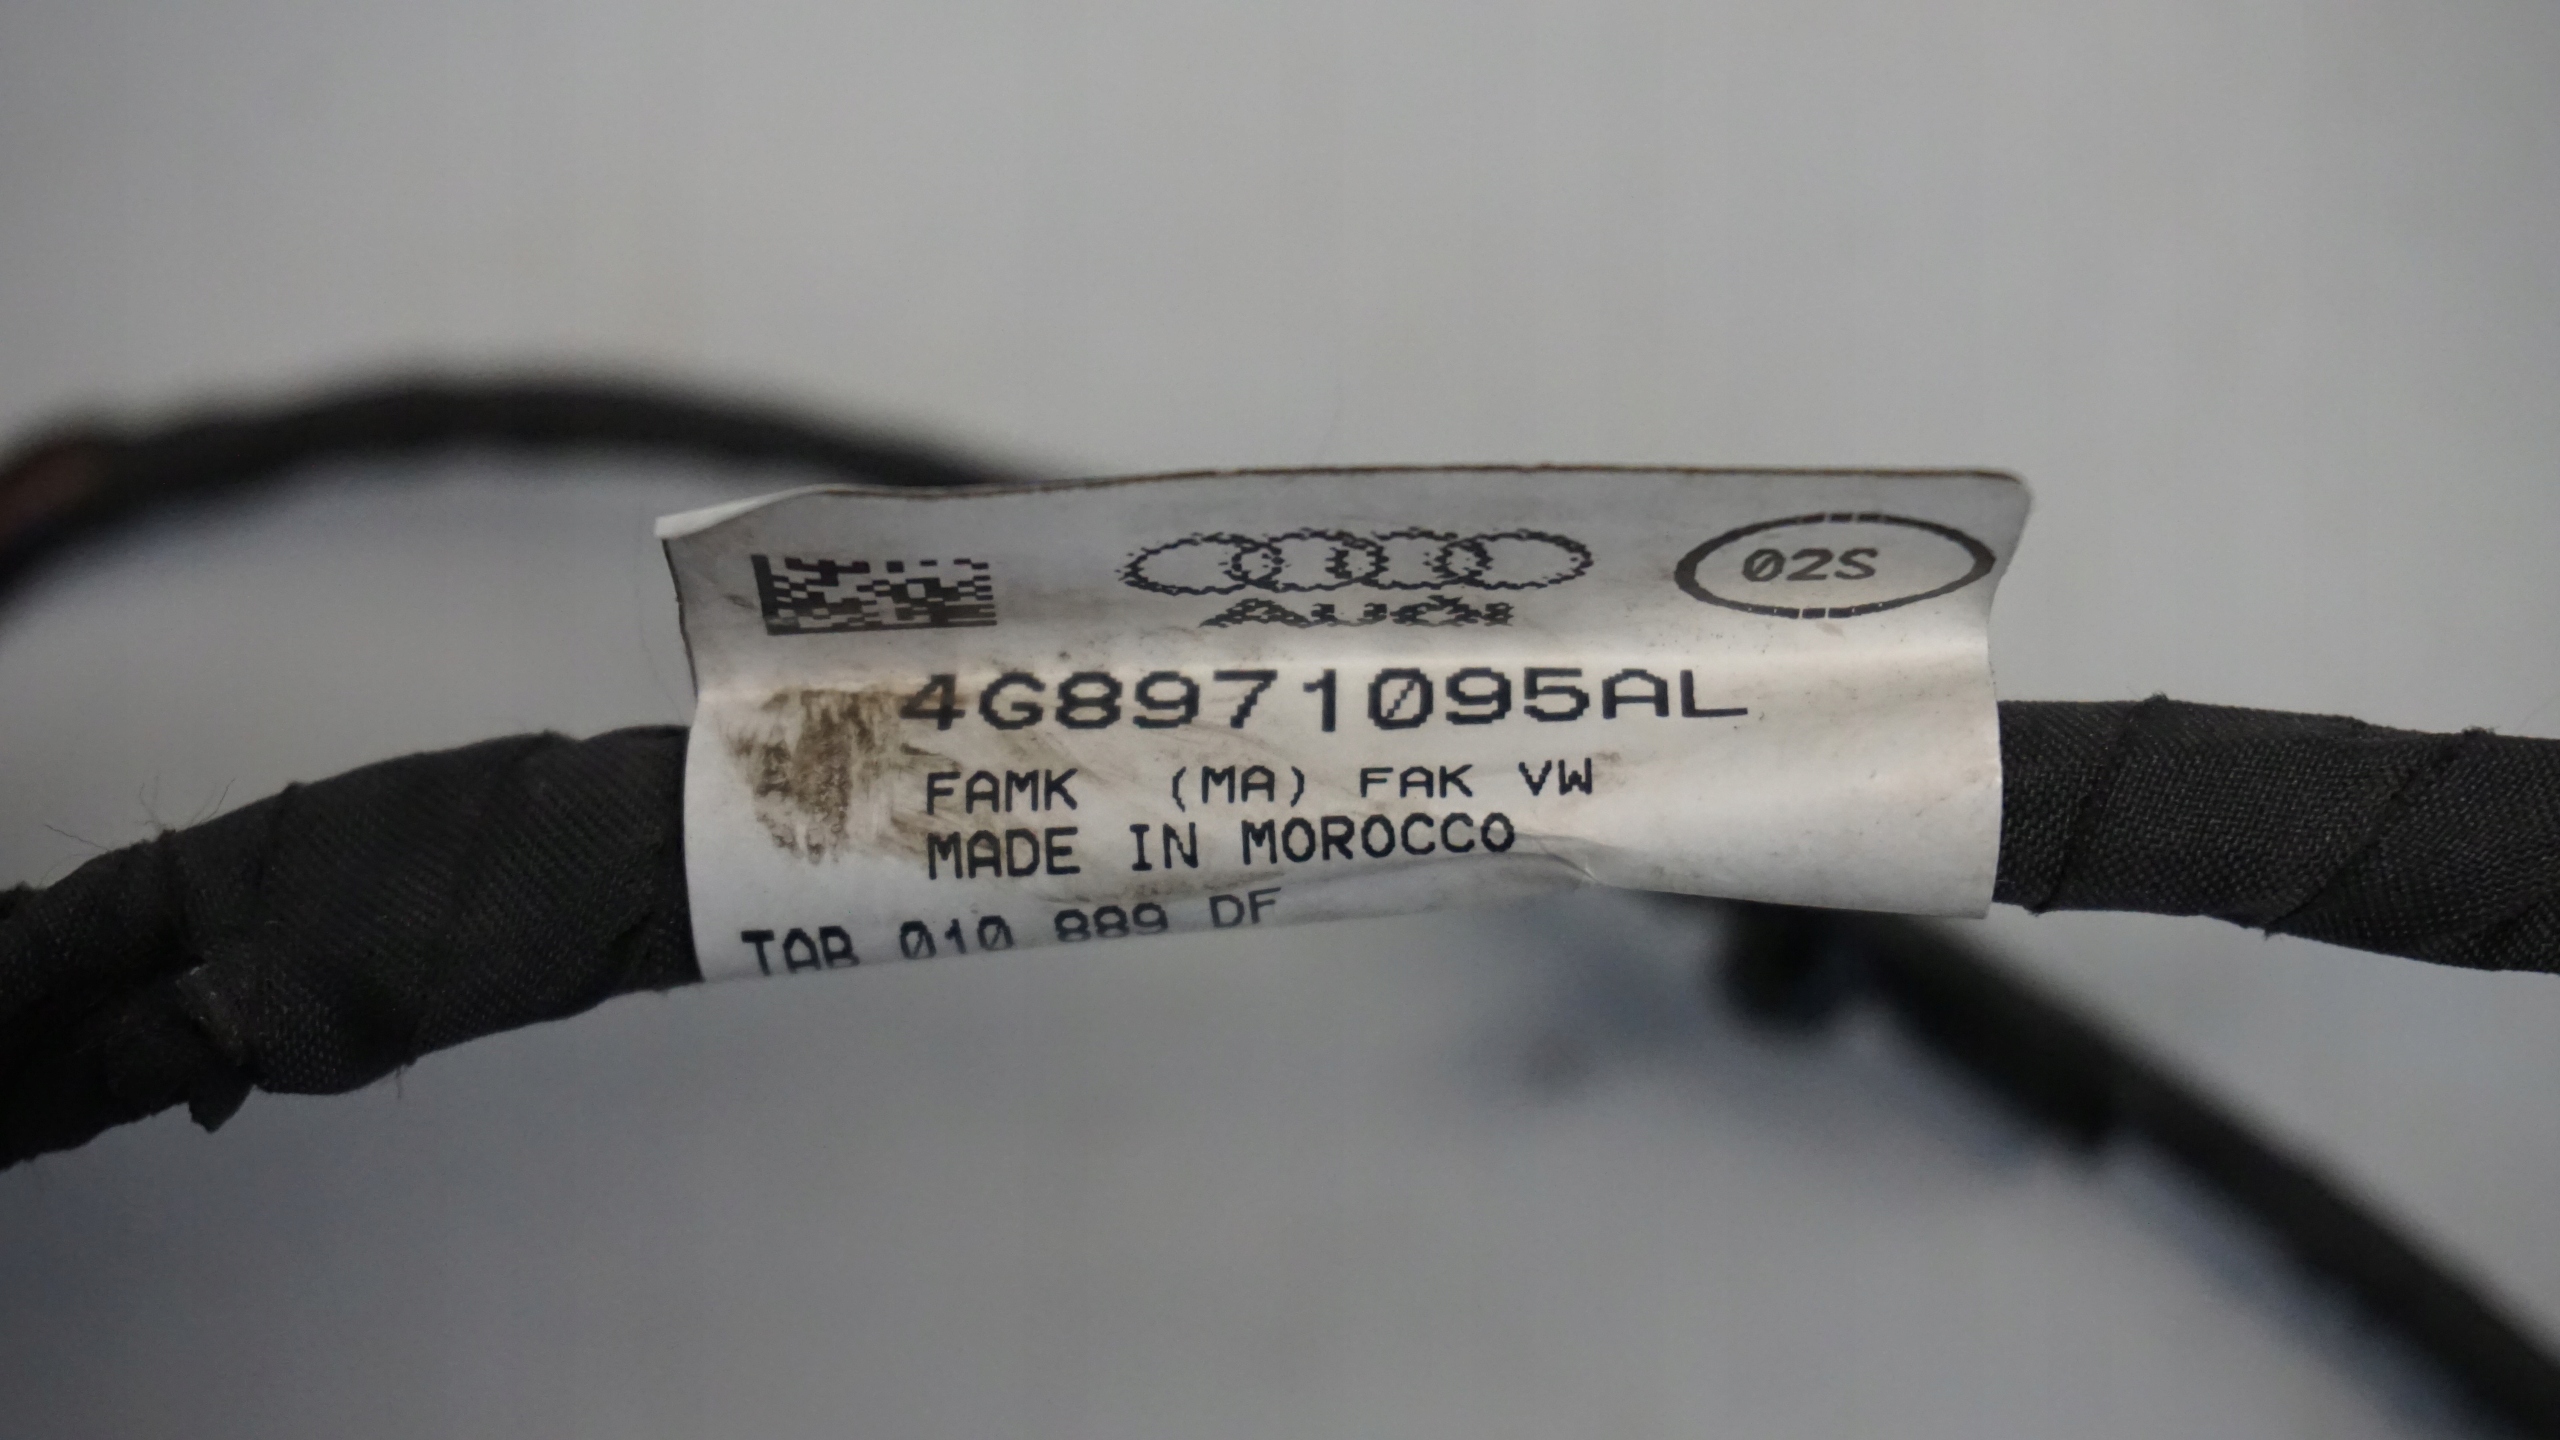 Audi
02S
4G8971095AL
FAMK (MA) FAK VW
MADE IN MOROCCO
TAB 010 889 DF